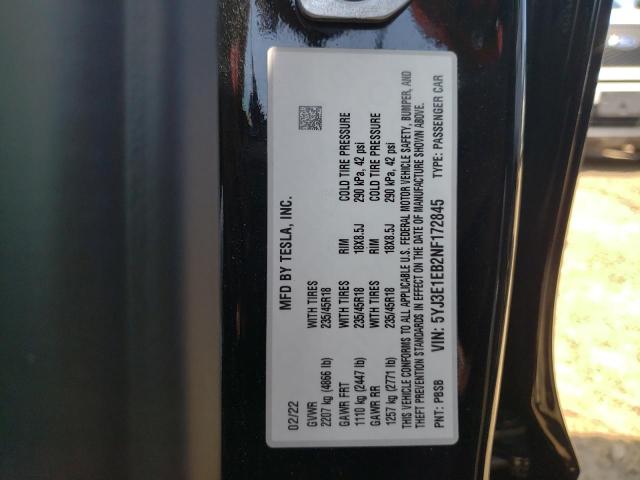 MFD BY TESLA, INC.
02/22
GVWR WITH TIRES RIM COLD TIRE PRESSURE
2207 kg (4866 lb) 235/45R18 18X8.5J 290 kPa, 42 psi
GAWR FRT WITH TIRES RIM COLD TIRE PRESSURE
1110 kg (2447 lb) 235/45R18 18X8.5J 290 kPa, 42 psi
GAWR RR
1257 kg (2771 lb) 235/45R18
THIS VEHICLE CONFORMS TO ALL APPLICABLE U.S. FEDERAL MOTOR VEHICLE SAFETY, BUMPER, AND
THEFT PREVENTION STANDARDS IN EFFECT ON THE DATE OF MANUFACTURE SHOWN ABOVE.
PNT: PBSB VIN: 5YJ3E1EB2NF172845 TYPE: PASSENGER CAR